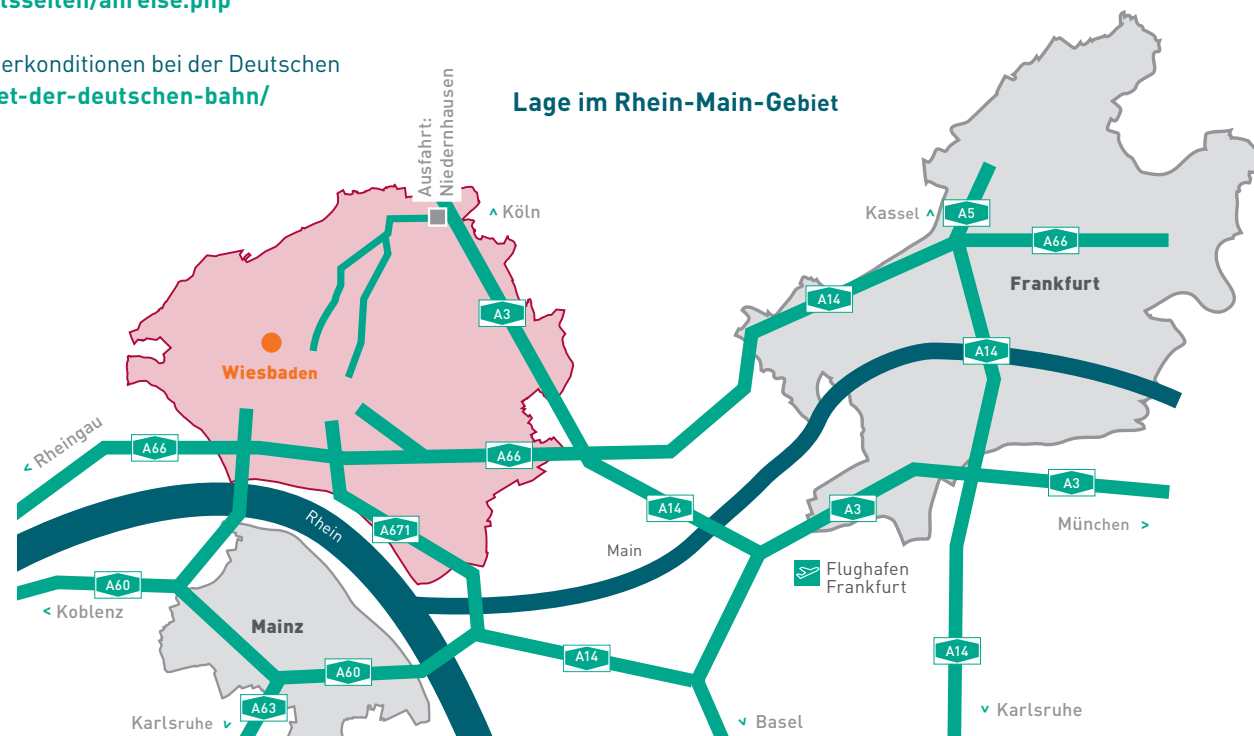 lsseiten/anreise.php
erkonditionen bei der Deutschen
et-der-deutschen-bahn/
Lage im Rhein-Main-Gebiet
Ausfahrt:
Niedernhausen
^ Köln
Kassel ^
A5
A66
Frankfurt
A14
A3
A14
Wiesbaden
< Rheingau
A66
A66
A14
A3
A3
München >
Rhein
A671
Main
Flughafen
Frankfurt
A60
< Koblenz
Mainz
A14
A14
A60
A63
Karlsruhe ˅
˅ Basel
˅ Karlsruhe